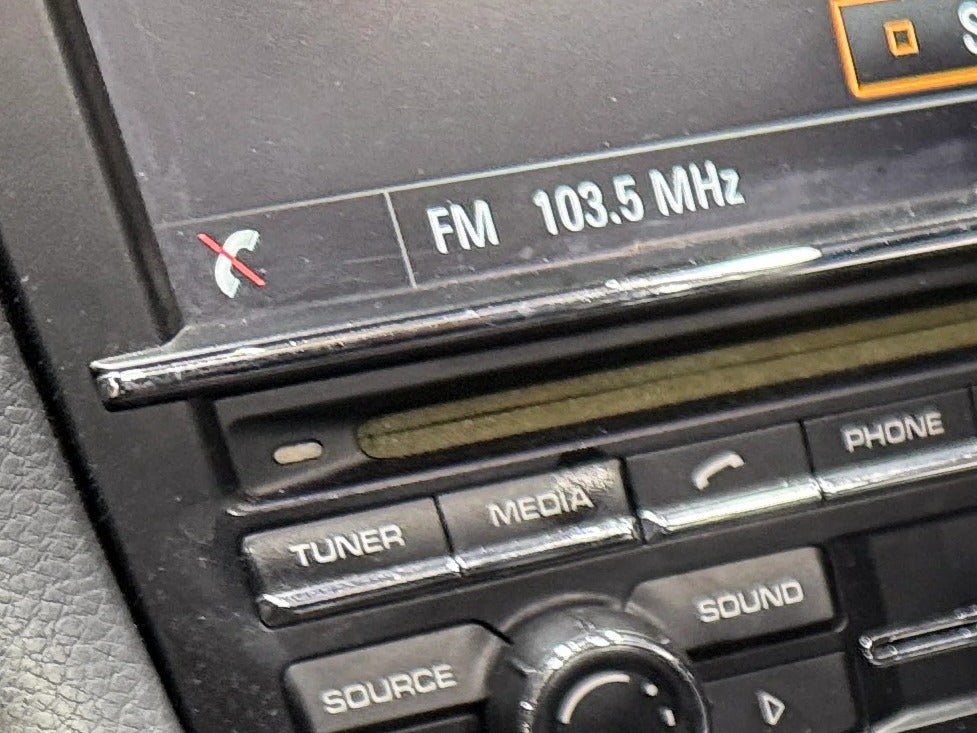 S
FM 103.5 MHz
PHONE
MEDIA
TUNER
SOUND
SOURCE